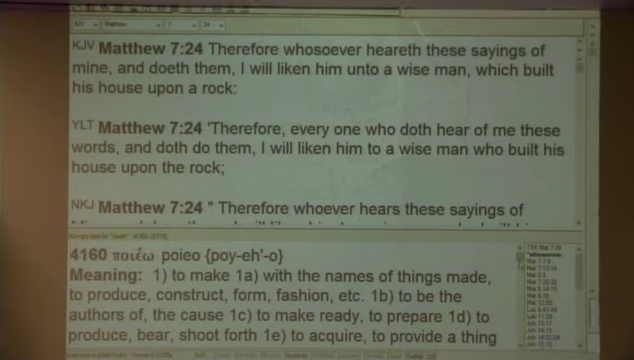 KJV Matthew 7 24
KJV Matthew 7:24 Therefore whosoever heareth these sayings of
mine, and doeth them, I will liken him unto a wise man, which built
his house upon a rock:
YLT Matthew 7:24 'Therefore, every one who doth hear of me these
words, and doth do them, I will liken him to a wise man who built his
house upon the rock;
NKJ Matthew 7:24 " Therefore whoever hears these sayings of
4160 ποιέω poieo {poy-eh'-o}
Meaning: 1) to make 1a) with the names of things made,
to produce, construct, form, fashion, etc. 1b) to be the
authors of, the cause 1c) to make ready, to prepare 1d) to
produce, bear, shoot forth 1e) to acquire, to provide a thing